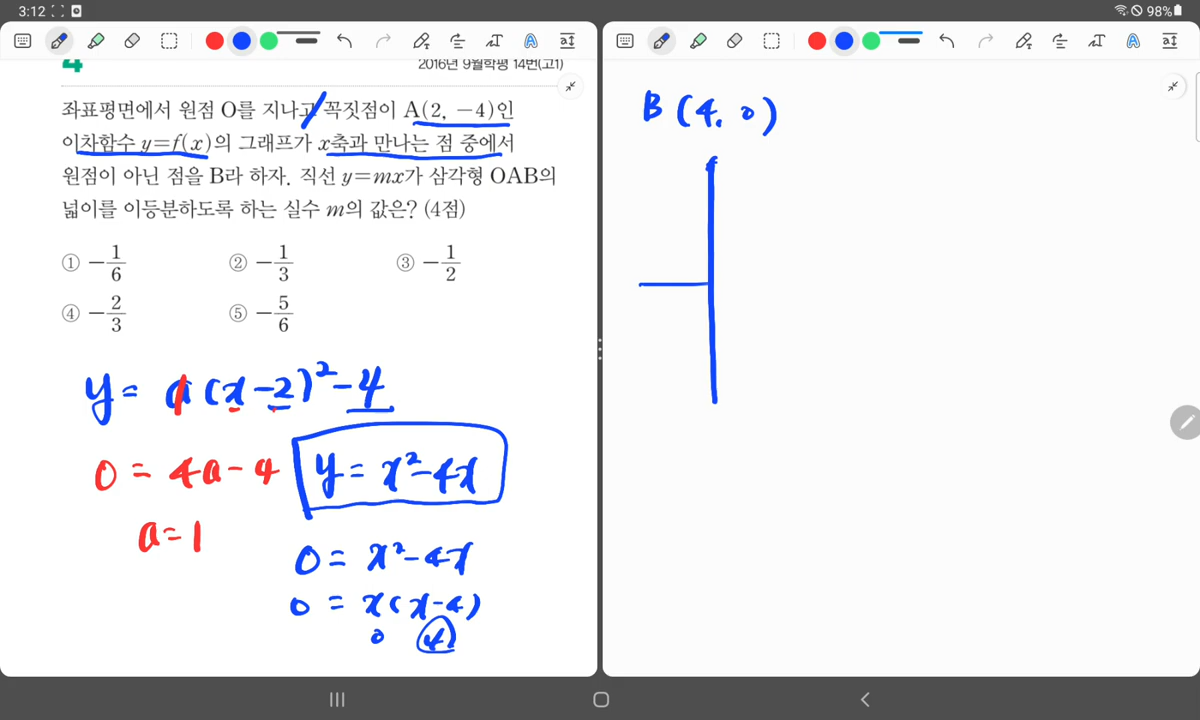 3:12
98%
4
2016년 9월학평 14번(고1)
좌표평면에서 원점 O를 지나고 꼭짓점이 A(2, −4)인
이차함수 y=f(x)의 그래프가 x축과 만나는 점 중에서
원점이 아닌 점을 B라 하자. 직선 y=mx가 삼각형 OAB의
넓이를 이등분하도록 하는 실수 m의 값은? (4점)
① −1/6 ② −1/3 ③ −1/2
④ −2/3 ⑤ −5/6
y= a(x−2)²−4
0 = 4a−4
y= x²−4x
a=1
0= x²−4x
0 = x(x−4)
0 4
B (4, 0)